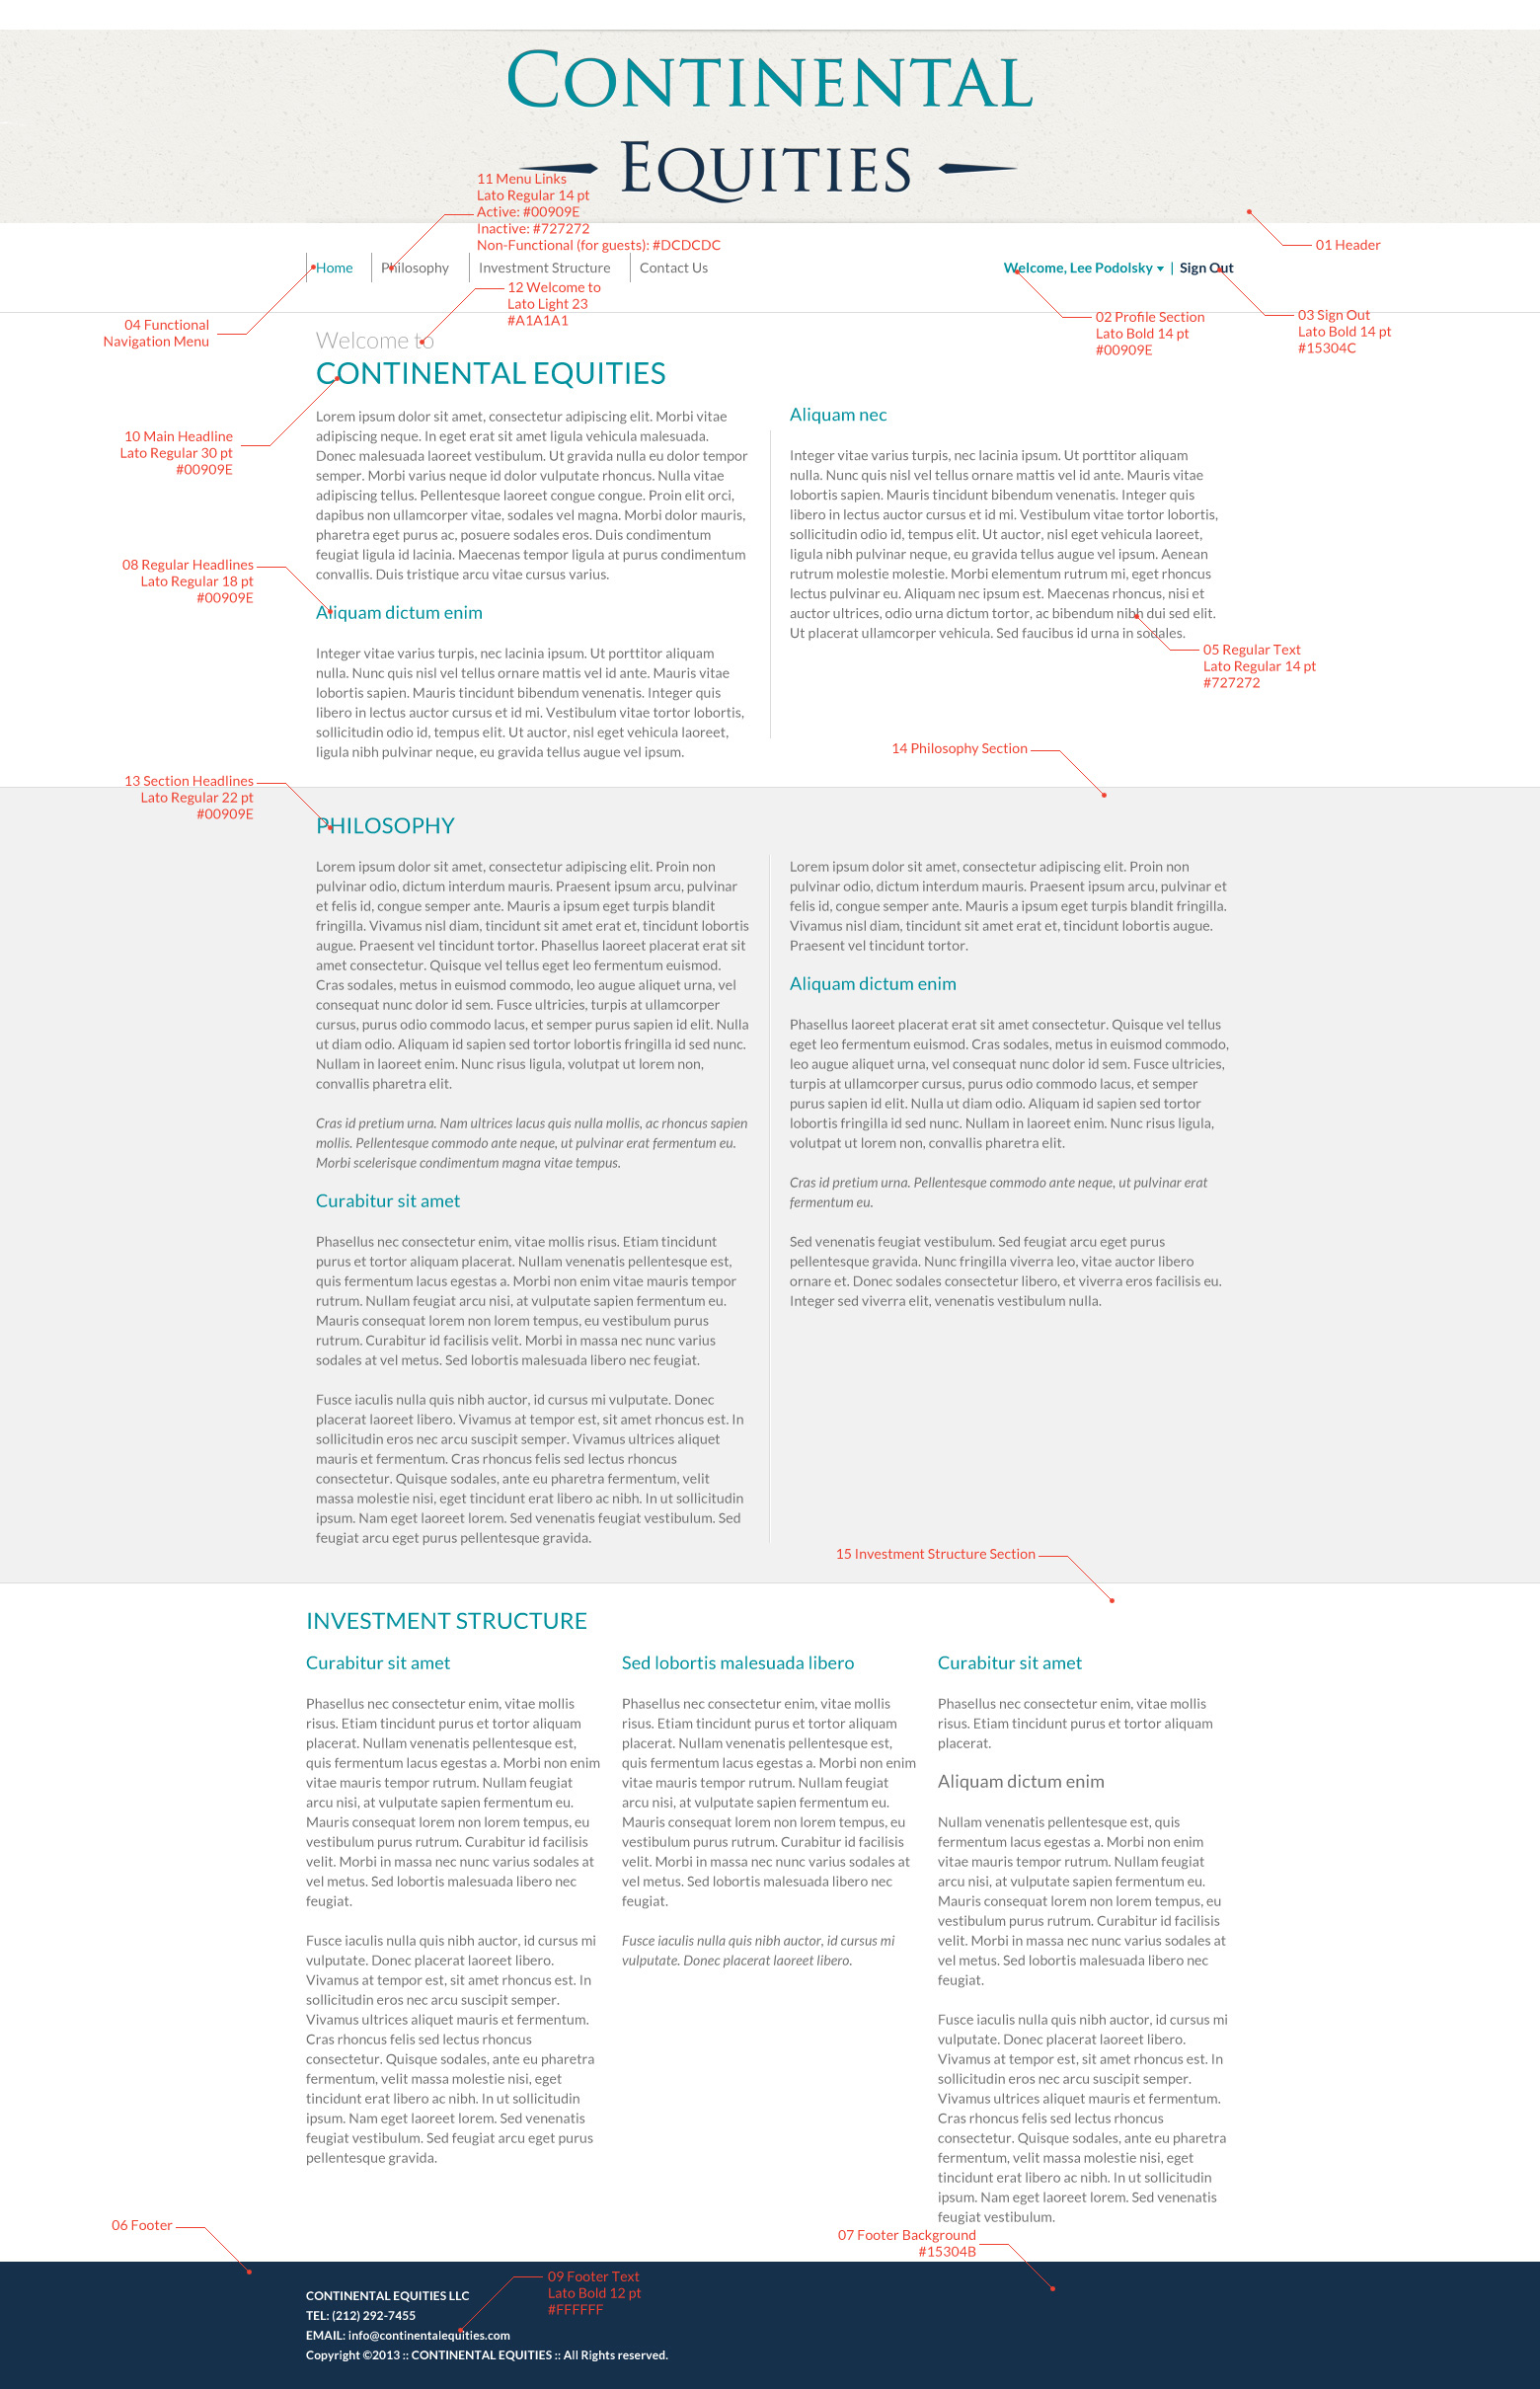 CONTINENTAL
EQUITIES
11 Menu Links
Lato Regular 14 pt
Active: #00909E
Inactive: #727272
Non-Functional (for guests): #DCDCDC
01 Header
Home
Philosophy
Investment Structure
Contact Us
Welcome, Lee Podolsky
|
Sign Out
12 Welcome to
Lato Light 23
#A1A1A1
04 Functional
Navigation Menu
02 Profile Section
Lato Bold 14 pt
#00909E
03 Sign Out
Lato Bold 14 pt
#15304C
Welcome to
CONTINENTAL EQUITIES
10 Main Headline
Lato Regular 30 pt
#00909E
Lorem ipsum dolor sit amet, consectetur adipiscing elit. Morbi vitae
adipiscing neque. In eget erat sit amet ligula vehicula malesuada.
Donec malesuada laoreet vestibulum. Ut gravida nulla eu dolor tempor
semper. Morbi varius neque id dolor vulputate rhoncus. Nulla vitae
adipiscing tellus. Pellentesque laoreet congue congue. Proin elit orci,
dapibus non ullamcorper vitae, sodales vel magna. Morbi dolor mauris,
pharetra eget purus ac, posuere sodales eros. Duis condimentum
feugiat ligula id lacinia. Maecenas tempor ligula at purus condimentum
convallis. Duis tristique arcu vitae cursus varius.
08 Regular Headlines
Lato Regular 18 pt
#00909E
Aliquam dictum enim
Integer vitae varius turpis, nec lacinia ipsum. Ut porttitor aliquam
nulla. Nunc quis nisl vel tellus ornare mattis vel id ante. Mauris vitae
lobortis sapien. Mauris tincidunt bibendum venenatis. Integer quis
libero in lectus auctor cursus et id mi. Vestibulum vitae tortor lobortis,
sollicitudin odio id, tempus elit. Ut auctor, nisl eget vehicula laoreet,
ligula nibh pulvinar neque, eu gravida tellus augue vel ipsum.
Aliquam nec
Integer vitae varius turpis, nec lacinia ipsum. Ut porttitor aliquam
nulla. Nunc quis nisl vel tellus ornare mattis vel id ante. Mauris vitae
lobortis sapien. Mauris tincidunt bibendum venenatis. Integer quis
libero in lectus auctor cursus et id mi. Vestibulum vitae tortor lobortis,
sollicitudin odio id, tempus elit. Ut auctor, nisl eget vehicula laoreet,
ligula nibh pulvinar neque, eu gravida tellus augue vel ipsum. Aenean
rutrum molestie molestie. Morbi elementum rutrum mi, eget rhoncus
lectus pulvinar eu. Aliquam nec ipsum est. Maecenas rhoncus, nisi et
auctor ultrices, odio urna dictum tortor, ac bibendum nibh dui sed elit.
Ut placerat ullamcorper vehicula. Sed faucibus id urna in sodales.
05 Regular Text
Lato Regular 14 pt
#727272
14 Philosophy Section
13 Section Headlines
Lato Regular 22 pt
#00909E
PHILOSOPHY
Lorem ipsum dolor sit amet, consectetur adipiscing elit. Proin non
pulvinar odio, dictum interdum mauris. Praesent ipsum arcu, pulvinar
et felis id, congue semper ante. Mauris a ipsum eget turpis blandit
fringilla. Vivamus nisl diam, tincidunt sit amet erat et, tincidunt lobortis
augue. Praesent vel tincidunt tortor. Phasellus laoreet placerat erat sit
amet consectetur. Quisque vel tellus eget leo fermentum euismod.
Cras sodales, metus in euismod commodo, leo augue aliquet urna, vel
consequat nunc dolor id sem. Fusce ultricies, turpis at ullamcorper
cursus, purus odio commodo lacus, et semper purus sapien id elit. Nulla
ut diam odio. Aliquam id sapien sed tortor lobortis fringilla id sed nunc.
Nullam in laoreet enim. Nunc risus ligula, volutpat ut lorem non,
convallis pharetra elit.
Cras id pretium urna. Nam ultrices lacus quis nulla mollis, ac rhoncus sapien
mollis. Pellentesque commodo ante neque, ut pulvinar erat fermentum eu.
Morbi scelerisque condimentum magna vitae tempus.
Curabitur sit amet
Phasellus nec consectetur enim, vitae mollis risus. Etiam tincidunt
purus et tortor aliquam placerat. Nullam venenatis pellentesque est,
quis fermentum lacus egestas a. Morbi non enim vitae mauris tempor
rutrum. Nullam feugiat arcu nisi, at vulputate sapien fermentum eu.
Mauris consequat lorem non lorem tempus, eu vestibulum purus
rutrum. Curabitur id facilisis velit. Morbi in massa nec nunc varius
sodales at vel metus. Sed lobortis malesuada libero nec feugiat.
Fusce iaculis nulla quis nibh auctor, id cursus mi vulputate. Donec
placerat laoreet libero. Vivamus at tempor est, sit amet rhoncus est. In
sollicitudin eros nec arcu suscipit semper. Vivamus ultrices aliquet
mauris et fermentum. Cras rhoncus felis sed lectus rhoncus
consectetur. Quisque sodales, ante eu pharetra fermentum, velit
massa molestie nisi, eget tincidunt erat libero ac nibh. In ut sollicitudin
ipsum. Nam eget laoreet lorem. Sed venenatis feugiat vestibulum. Sed
feugiat arcu eget purus pellentesque gravida.
Lorem ipsum dolor sit amet, consectetur adipiscing elit. Proin non
pulvinar odio, dictum interdum mauris. Praesent ipsum arcu, pulvinar et
felis id, congue semper ante. Mauris a ipsum eget turpis blandit fringilla.
Vivamus nisl diam, tincidunt sit amet erat et, tincidunt lobortis augue.
Praesent vel tincidunt tortor.
Aliquam dictum enim
Phasellus laoreet placerat erat sit amet consectetur. Quisque vel tellus
eget leo fermentum euismod. Cras sodales, metus in euismod commodo,
leo augue aliquet urna, vel consequat nunc dolor id sem. Fusce ultricies,
turpis at ullamcorper cursus, purus odio commodo lacus, et semper
purus sapien id elit. Nulla ut diam odio. Aliquam id sapien sed tortor
lobortis fringilla id sed nunc. Nullam in laoreet enim. Nunc risus ligula,
volutpat ut lorem non, convallis pharetra elit.
Cras id pretium urna. Pellentesque commodo ante neque, ut pulvinar erat
fermentum eu.
Sed venenatis feugiat vestibulum. Sed feugiat arcu eget purus
pellentesque gravida. Nunc fringilla viverra leo, vitae auctor libero
ornare et. Donec sodales consectetur libero, et viverra eros facilisis eu.
Integer sed viverra elit, venenatis vestibulum nulla.
15 Investment Structure Section
INVESTMENT STRUCTURE
Curabitur sit amet
Phasellus nec consectetur enim, vitae mollis
risus. Etiam tincidunt purus et tortor aliquam
placerat. Nullam venenatis pellentesque est,
quis fermentum lacus egestas a. Morbi non enim
vitae mauris tempor rutrum. Nullam feugiat
arcu nisi, at vulputate sapien fermentum eu.
Mauris consequat lorem non lorem tempus, eu
vestibulum purus rutrum. Curabitur id facilisis
velit. Morbi in massa nec nunc varius sodales at
vel metus. Sed lobortis malesuada libero nec
feugiat.
Fusce iaculis nulla quis nibh auctor, id cursus mi
vulputate. Donec placerat laoreet libero.
Vivamus at tempor est, sit amet rhoncus est. In
sollicitudin eros nec arcu suscipit semper.
Vivamus ultrices aliquet mauris et fermentum.
Cras rhoncus felis sed lectus rhoncus
consectetur. Quisque sodales, ante eu pharetra
fermentum, velit massa molestie nisi, eget
tincidunt erat libero ac nibh. In ut sollicitudin
ipsum. Nam eget laoreet lorem. Sed venenatis
feugiat vestibulum. Sed feugiat arcu eget purus
pellentesque gravida.
Sed lobortis malesuada libero
Phasellus nec consectetur enim, vitae mollis
risus. Etiam tincidunt purus et tortor aliquam
placerat. Nullam venenatis pellentesque est,
quis fermentum lacus egestas a. Morbi non enim
vitae mauris tempor rutrum. Nullam feugiat
arcu nisi, at vulputate sapien fermentum eu.
Mauris consequat lorem non lorem tempus, eu
vestibulum purus rutrum. Curabitur id facilisis
velit. Morbi in massa nec nunc varius sodales at
vel metus. Sed lobortis malesuada libero nec
feugiat.
Fusce iaculis nulla quis nibh auctor, id cursus mi
vulputate. Donec placerat laoreet libero.
Curabitur sit amet
Phasellus nec consectetur enim, vitae mollis
risus. Etiam tincidunt purus et tortor aliquam
placerat.
Aliquam dictum enim
Nullam venenatis pellentesque est, quis
fermentum lacus egestas a. Morbi non enim
vitae mauris tempor rutrum. Nullam feugiat
arcu nisi, at vulputate sapien fermentum eu.
Mauris consequat lorem non lorem tempus, eu
vestibulum purus rutrum. Curabitur id facilisis
velit. Morbi in massa nec nunc varius sodales at
vel metus. Sed lobortis malesuada libero nec
feugiat.
Fusce iaculis nulla quis nibh auctor, id cursus mi
vulputate. Donec placerat laoreet libero.
Vivamus at tempor est, sit amet rhoncus est. In
sollicitudin eros nec arcu suscipit semper.
Vivamus ultrices aliquet mauris et fermentum.
Cras rhoncus felis sed lectus rhoncus
consectetur. Quisque sodales, ante eu pharetra
fermentum, velit massa molestie nisi, eget
tincidunt erat libero ac nibh. In ut sollicitudin
ipsum. Nam eget laoreet lorem. Sed venenatis
feugiat vestibulum.
06 Footer
07 Footer Background
#15304B
09 Footer Text
Lato Bold 12 pt
#FFFFFF
CONTINENTAL EQUITIES LLC
TEL: (212) 292-7455
EMAIL: info@continentalequities.com
Copyright ©2013 :: CONTINENTAL EQUITIES :: All Rights reserved.